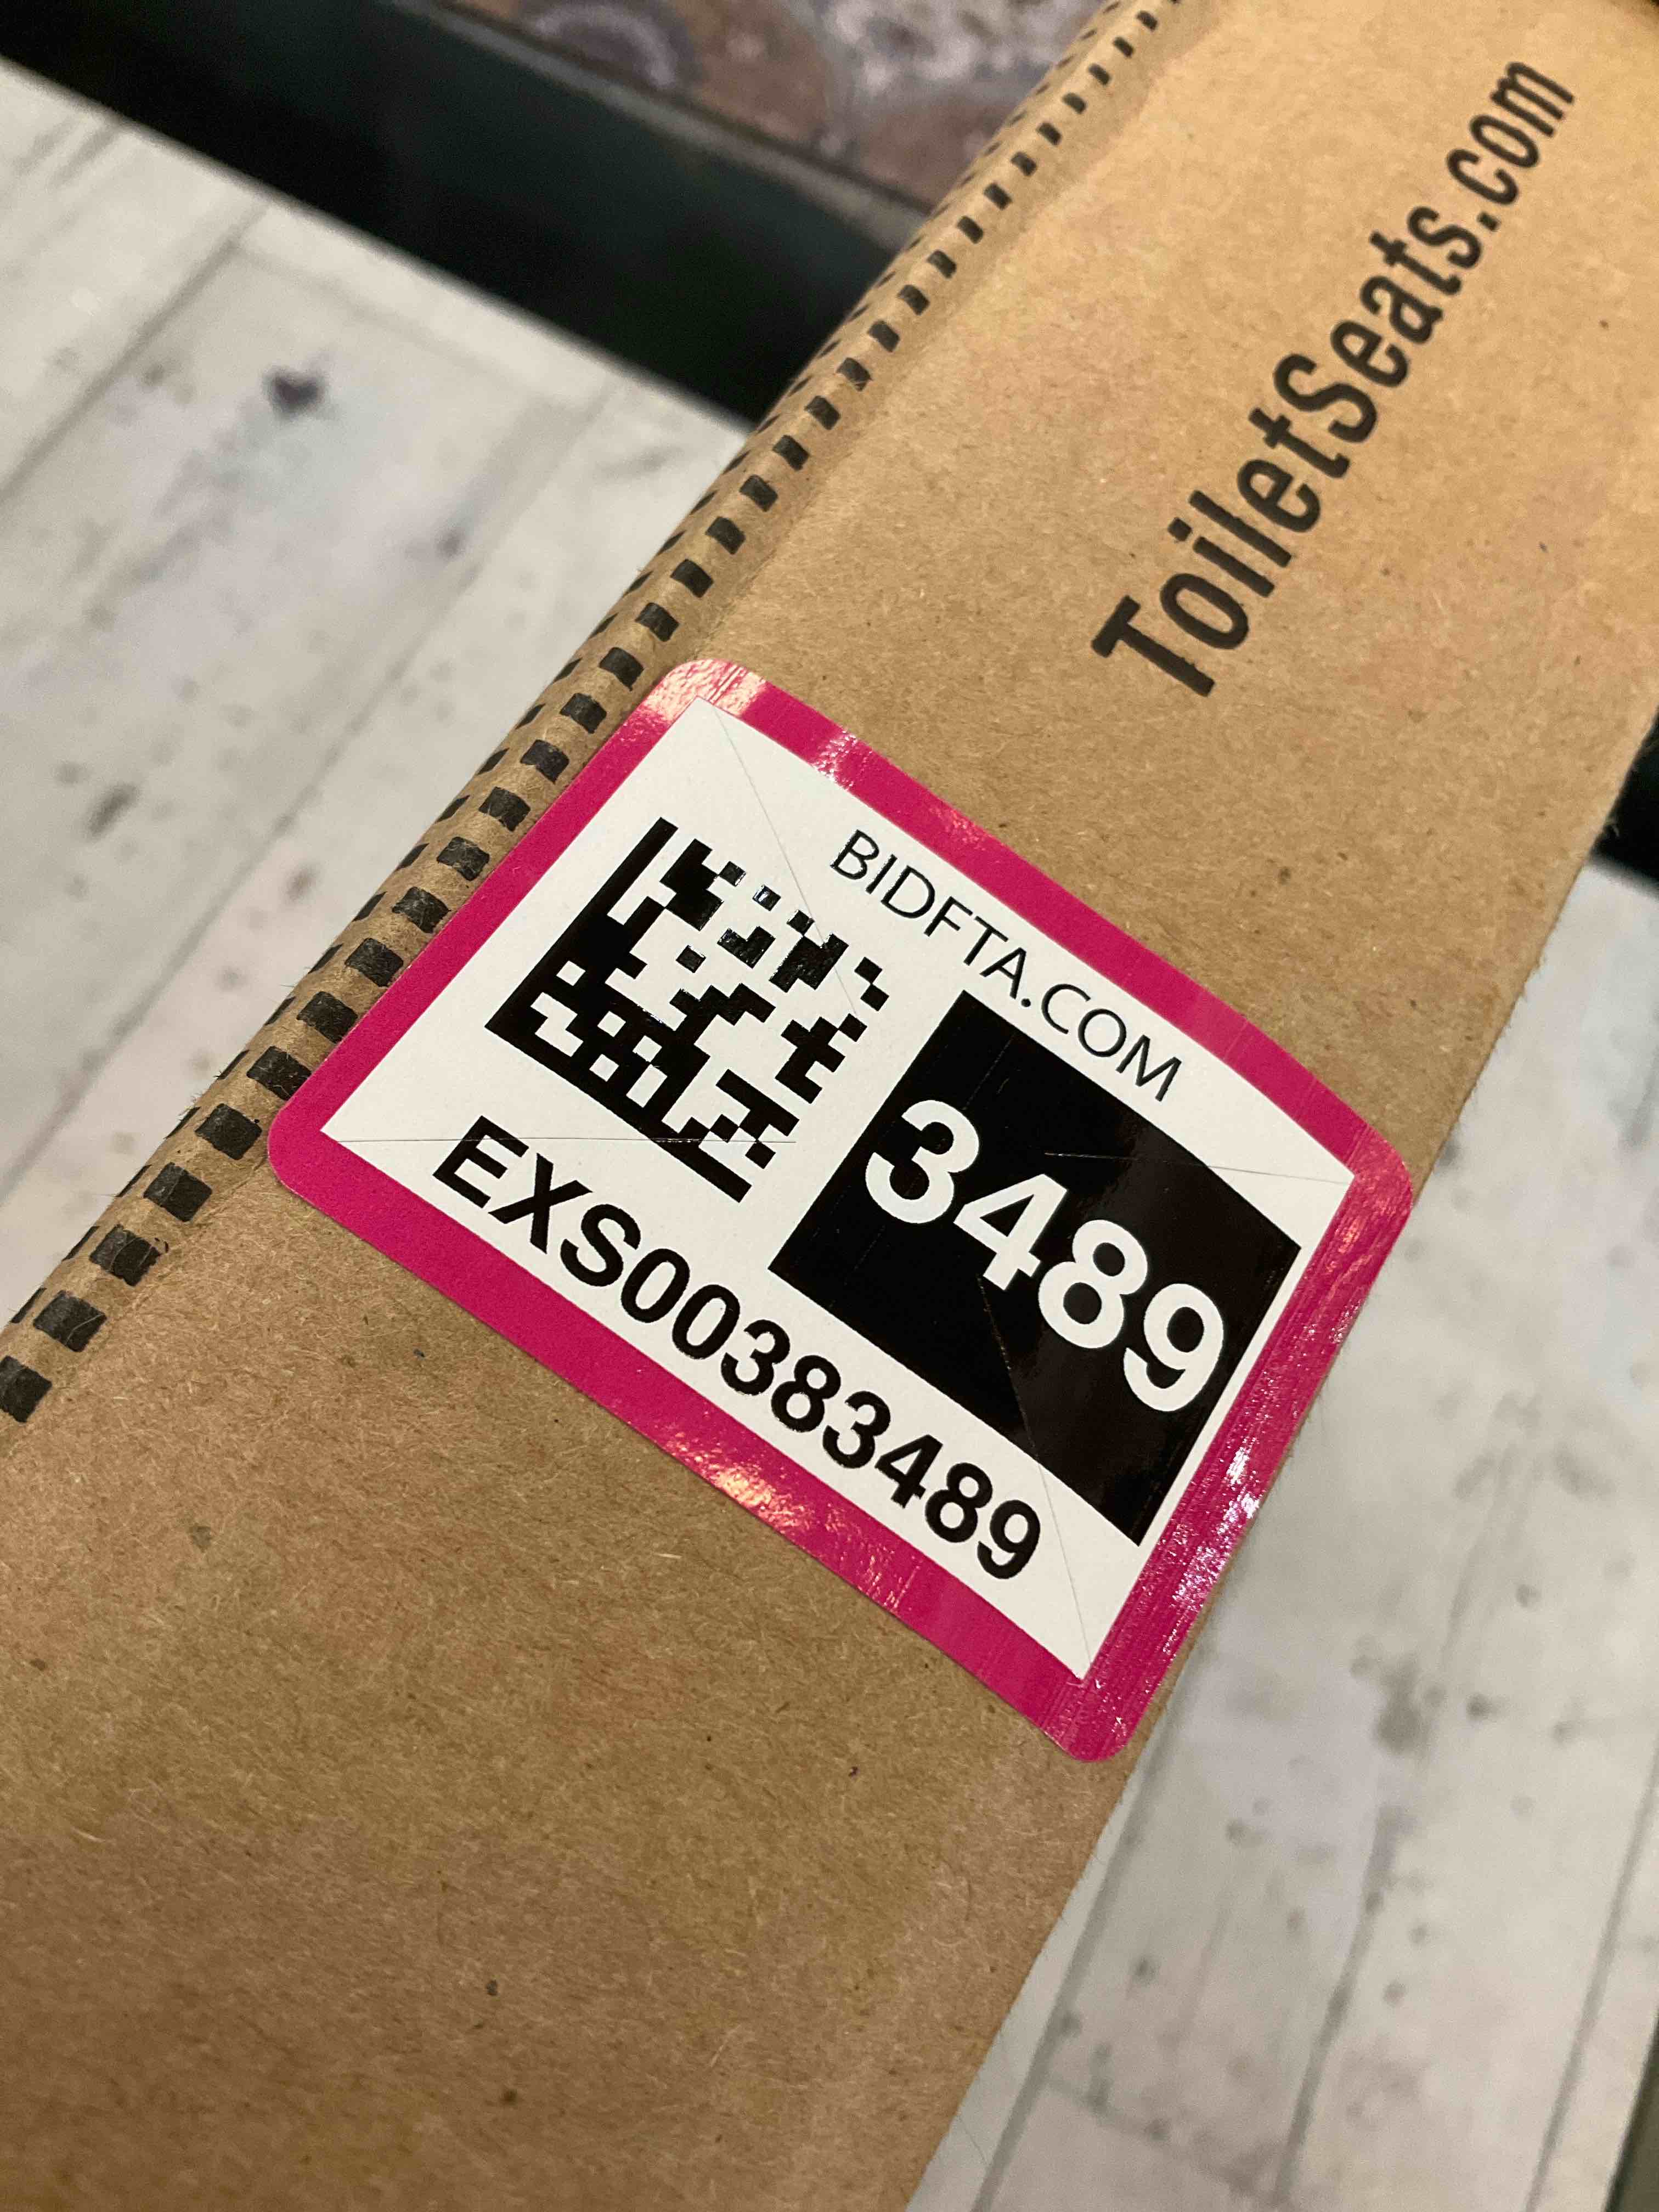 ToiletSeats.com
BIDFTA.COM
3489
EXS00383489